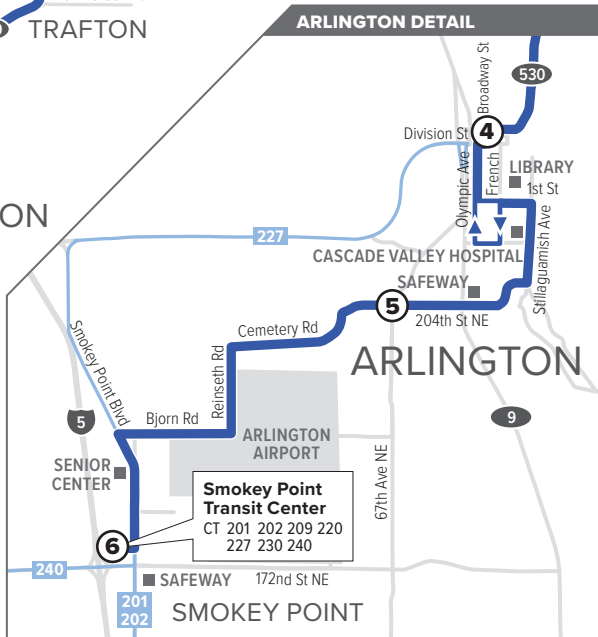 TRAFTON
ARLINGTON DETAIL
Broadway St
530
Division St
4
Olympic Ave
French
LIBRARY
1st St
ON
227
CASCADE VALLEY HOSPITAL
Stillaguamish Ave
SAFEWAY
5
204th St NE
Cemetery Rd
ARLINGTON
Smokey Point Blvd
Reinseth Rd
5
Bjorn Rd
9
ARLINGTON
AIRPORT
67th Ave NE
SENIOR
CENTER
Smokey Point
Transit Center
CT 201 202 209 220
227 230 240
6
240
SAFEWAY
172nd St NE
201
202
SMOKEY POINT